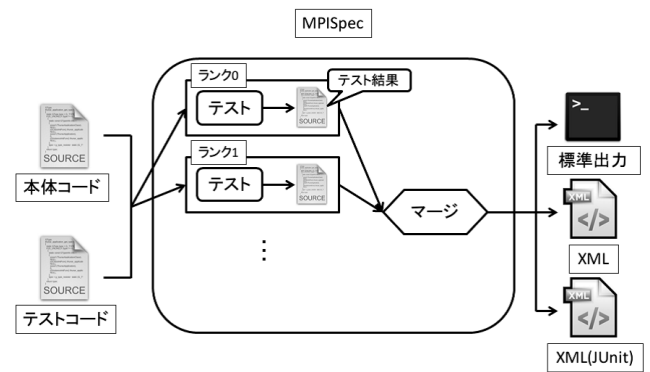 MPISpec
ランク0
テスト結果
テスト
SOURCE
ランク1
テスト
SOURCE
SOURCE
本体コード
SOURCE
テストコード
マージ
>_
標準出力
XML
</>
XML
XML
</>
XML(JUnit)